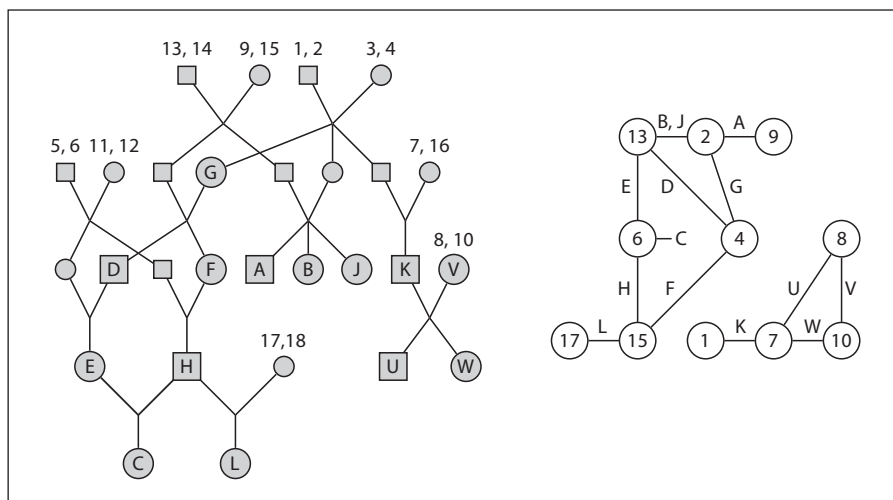 13, 14
9, 15
1, 2
3, 4
5, 6
11, 12
G
7, 16
D
F
A
B
J
K
8, 10
V
E
H
17,18
U
W
C
L
13
B, J
2
A
9
E
D
G
6
C
4
8
H
F
U
V
17
L
15
1
K
7
W
10